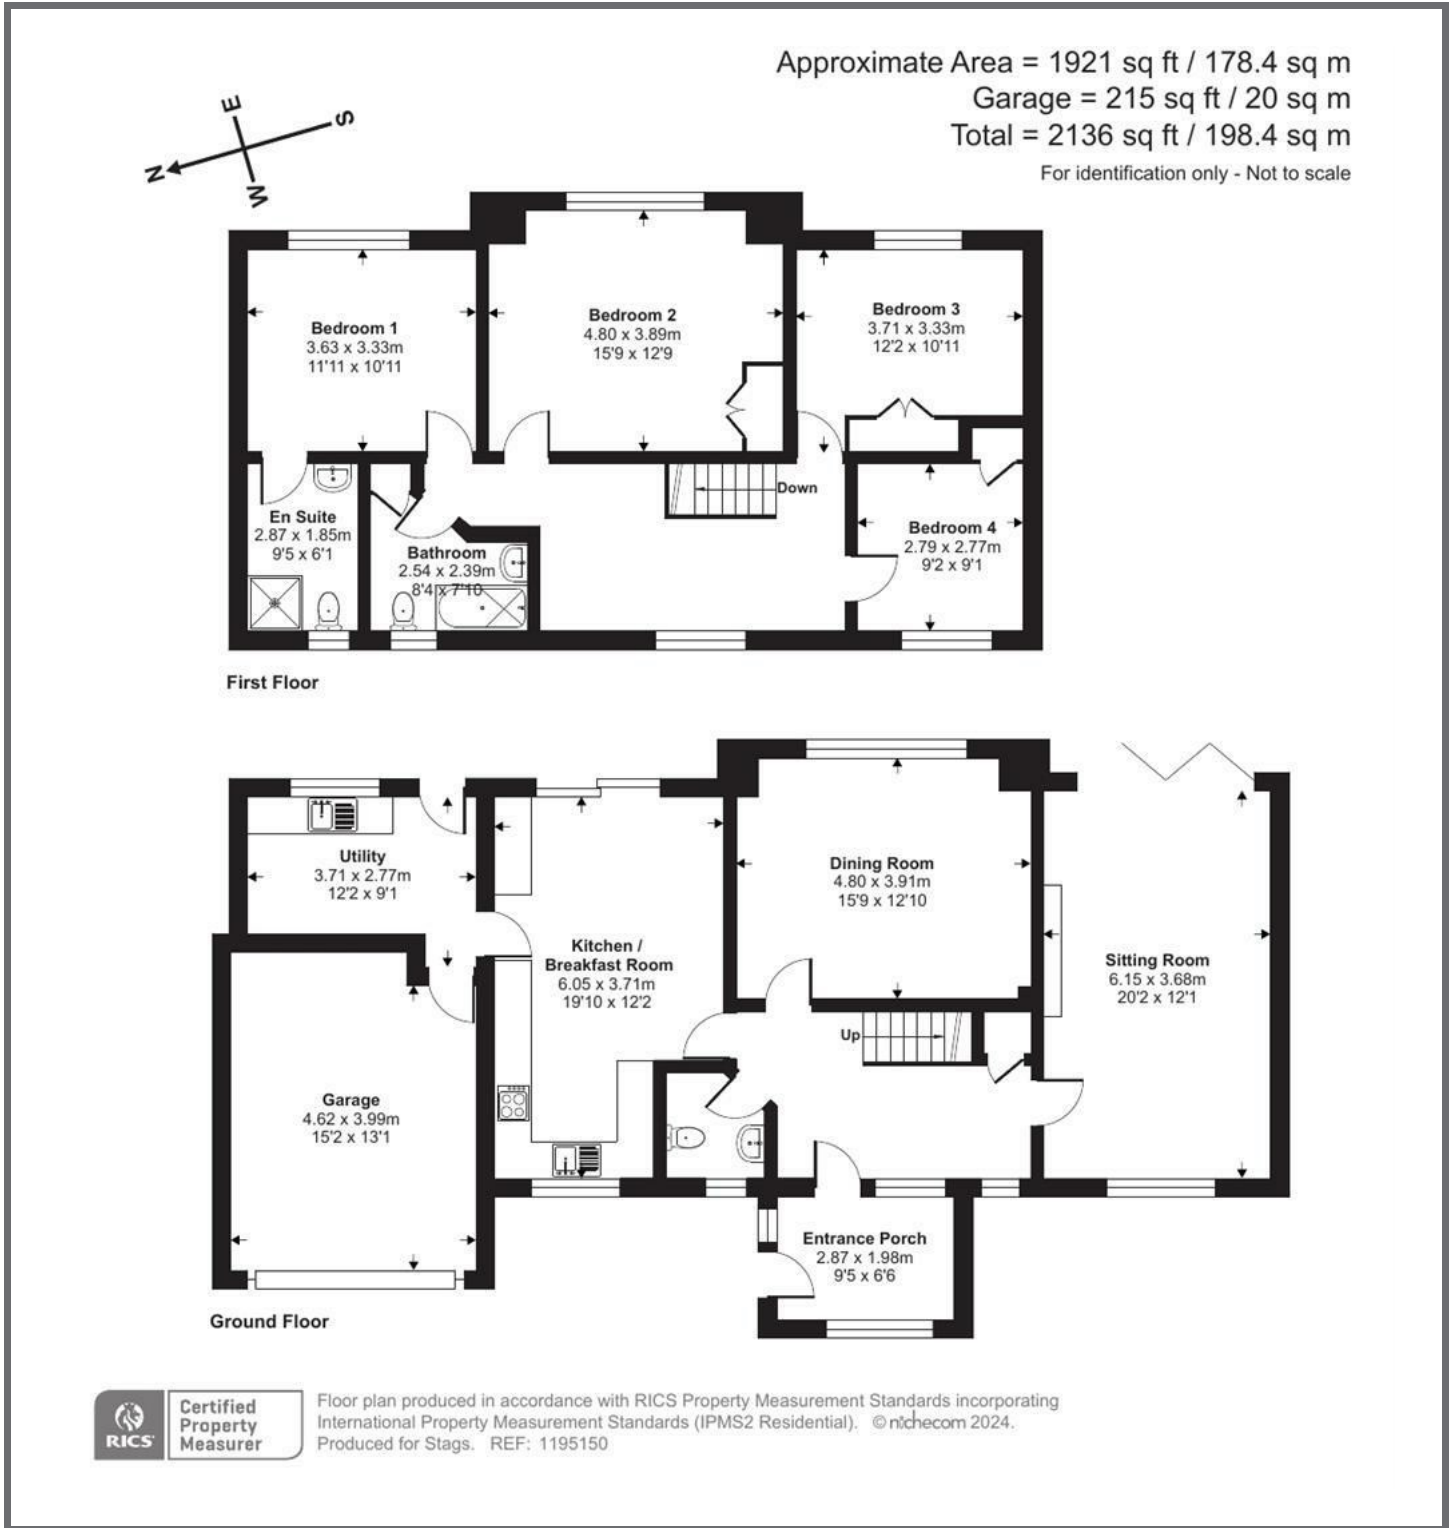 Approximate Area = 1921 sq ft / 178.4 sq m
Garage = 215 sq ft / 20 sq m
Total = 2136 sq ft / 198.4 sq m
For identification only - Not to scale
E
S
N
W
Bedroom 1
3.63 x 3.33m
11'11 x 10'11
Bedroom 2
4.80 x 3.89m
15'9 x 12'9
Bedroom 3
3.71 x 3.33m
12'2 x 10'11
Down
En Suite
2.87 x 1.85m
9'5 x 6'1
Bathroom
2.54 x 2.39m
8'4 x 7'10
Bedroom 4
2.79 x 2.77m
9'2 x 9'1
First Floor
Utility
3.71 x 2.77m
12'2 x 9'1
Dining Room
4.80 x 3.91m
15'9 x 12'10
Kitchen /
Breakfast Room
6.05 x 3.71m
19'10 x 12'2
Sitting Room
6.15 x 3.68m
20'2 x 12'1
Up
Garage
4.62 x 3.99m
15'2 x 13'1
Entrance Porch
2.87 x 1.98m
9'5 x 6'6
Ground Floor
RICS
Certified
Property
Measurer
Floor plan produced in accordance with RICS Property Measurement Standards incorporating
International Property Measurement Standards (IPMS2 Residential). © nichecom 2024.
Produced for Stags. REF: 1195150